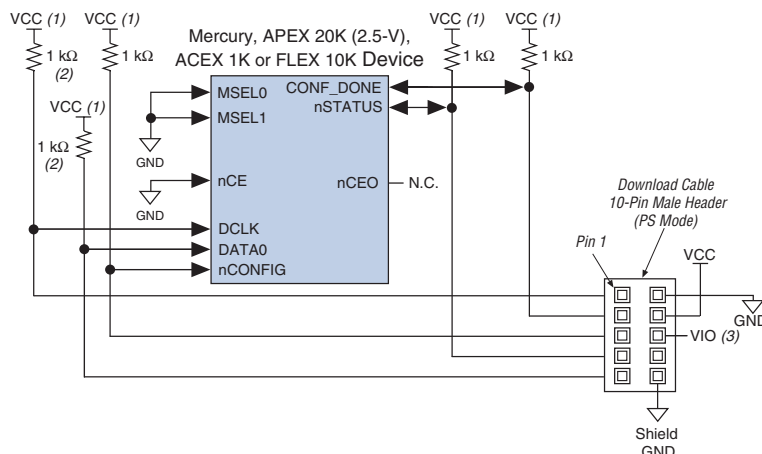 VCC (1)
VCC (1)
VCC (1)
VCC (1)
Mercury, APEX 20K (2.5-V),
ACEX 1K or FLEX 10K Device
1 kΩ
(2)
1 kΩ
1 kΩ
1 kΩ
VCC (1)
1 kΩ
(2)
MSEL0
MSEL1
CONF_DONE
nSTATUS
GND
nCE
nCEO
N.C.
GND
DCLK
DATA0
nCONFIG
Download Cable
10-Pin Male Header
(PS Mode)
Pin 1
VCC
GND
VIO (3)
Shield
GND